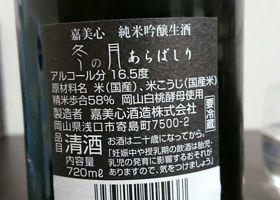 嘉美心 純米吟醸生酒
冬の月 あらばしり
アルコール分 16.5度
原材料名 米(国産)、米こうじ(国産米)
精米歩合58% 岡山白桃酵母使用
製造者 嘉美心酒造株式会社
岡山県浅口市寄島町7500-2
要冷蔵
品目 清酒
内容量 720ml
お酒は二十歳になってから。
「妊娠中や授乳期の飲酒は胎児・
乳児の発育に影響するおそれが
ありますので、気をつけましょう」